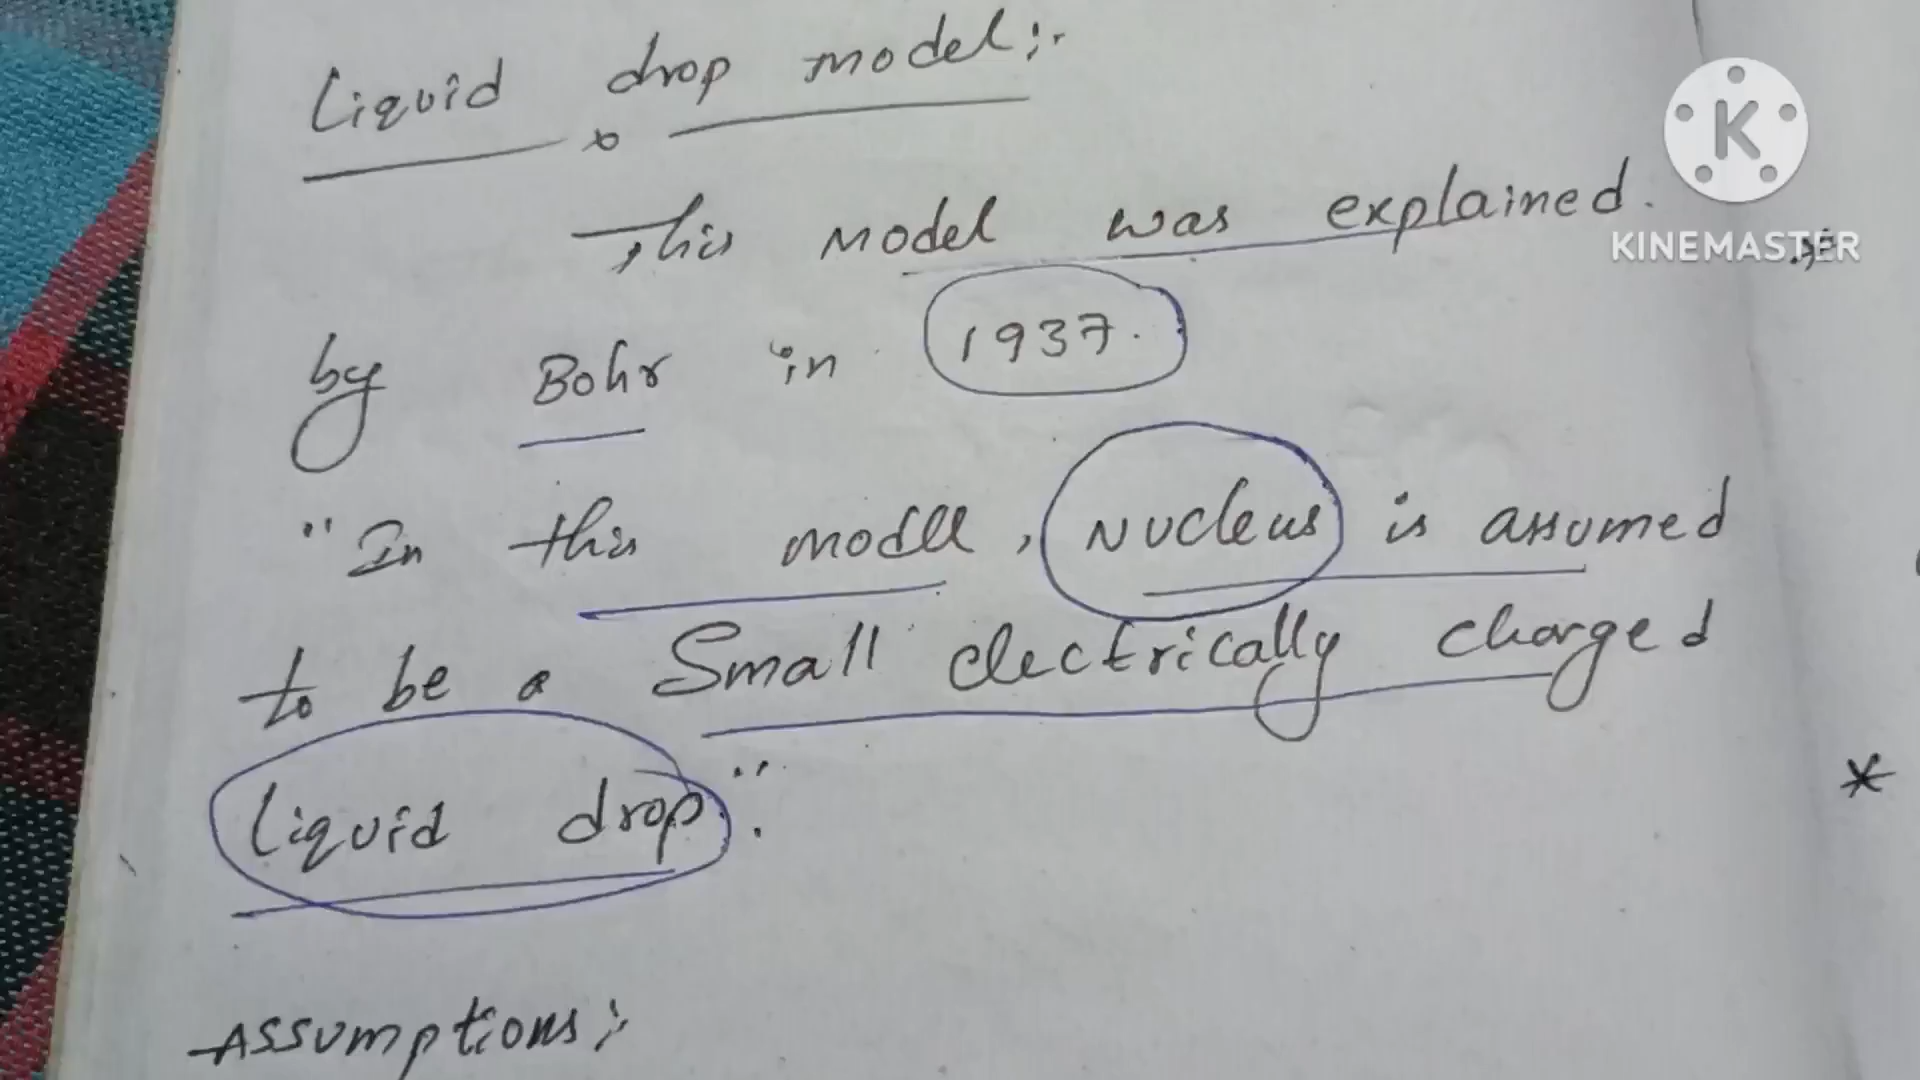 Liquid drop model:-
This model was explained.
by Bohr in 1937.
"In this model, Nucleus is assumed
to be a Small electrically charged
liquid drop".
Assumptions:-
K
KINEMASTER
*